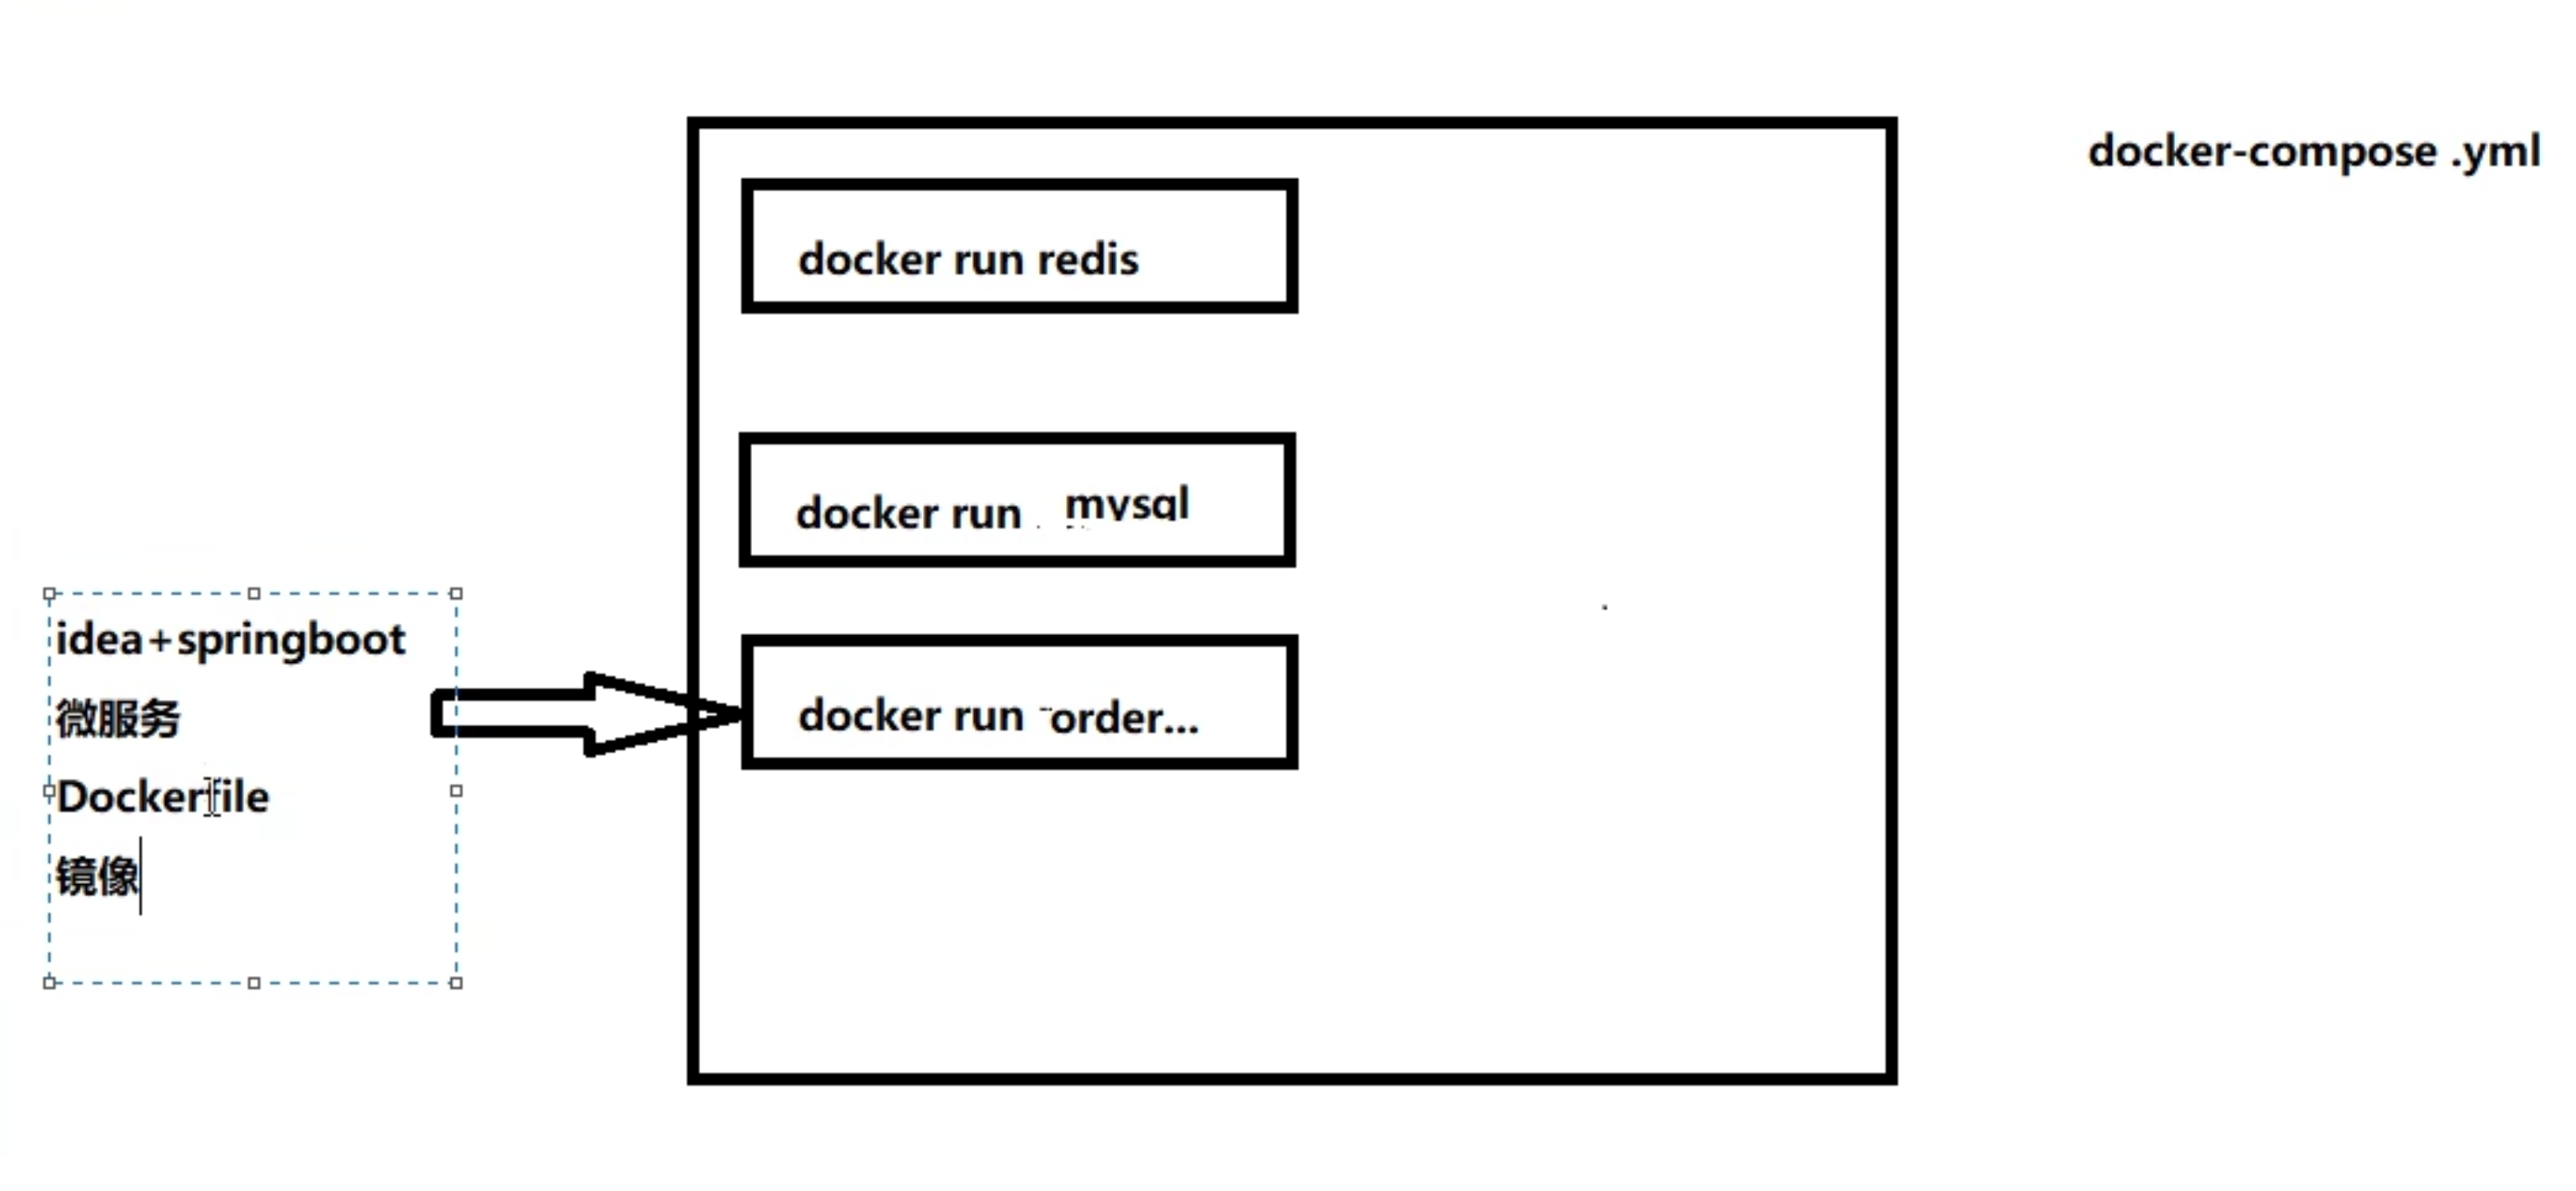 docker-compose .yml
docker run redis
docker run mysql
idea+springboot
微服务
Dockerfile
镜像
docker run order...